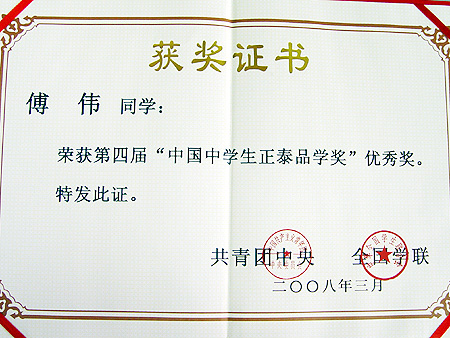 获奖证书
傅 伟 同学：
荣获第四届“中国中学生正泰品学奖”优秀奖。
特发此证。
共青团中央 全国学联
二〇〇八年三月